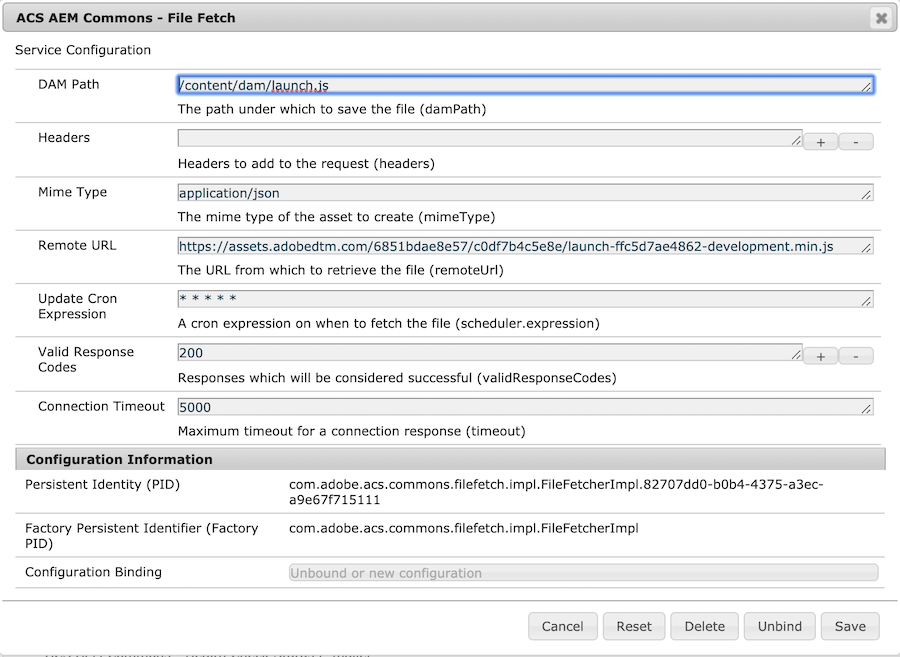 ACS AEM Commons - File Fetch
Service Configuration
DAM Path
/content/dam/launch.js
The path under which to save the file (damPath)
Headers
+ -
Headers to add to the request (headers)
Mime Type
application/json
The mime type of the asset to create (mimeType)
Remote URL
https://assets.adobedtm.com/6851bdae8e57/c0df7b4c5e8e/launch-ffc5d7ae4862-development.min.js
The URL from which to retrieve the file (remoteUrl)
Update Cron
Expression
* * * * *
A cron expression on when to fetch the file (scheduler.expression)
Valid Response
Codes
200
+ -
Responses which will be considered successful (validResponseCodes)
Connection Timeout
5000
Maximum timeout for a connection response (timeout)
Configuration Information
Persistent Identity (PID)
com.adobe.acs.commons.filefetch.impl.FileFetcherImpl.82707dd0-b0b4-4375-a3ec-
a9e67f715111
Factory Persistent Identifier (Factory
PID)
com.adobe.acs.commons.filefetch.impl.FileFetcherImpl
Configuration Binding
Unbound or new configuration
Cancel Reset Delete Unbind Save